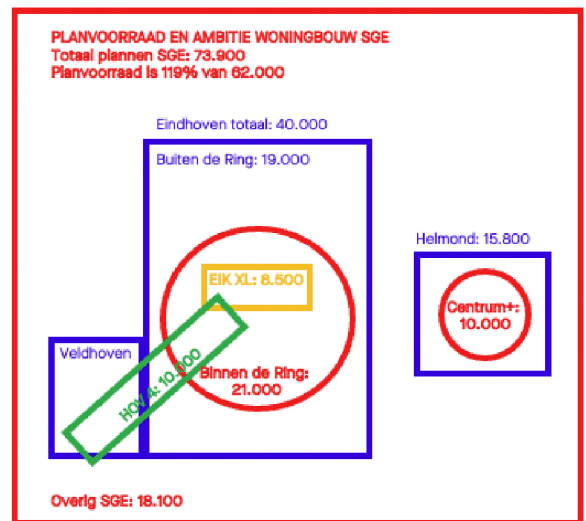 PLANVOORRAAD EN AMBITIE WONINGBOUW SGE
Totaal plannen SGE: 73.900
Planvoorraad is 119% van 62.000
Eindhoven totaal: 40.000
Buiten de Ring: 19.000
Helmond: 15.800
EIK XL: 8.500
Centrum+:
10.000
Veldhoven
HOV 4: 10.000
Binnen de Ring:
21.000
Overig SGE: 18.100